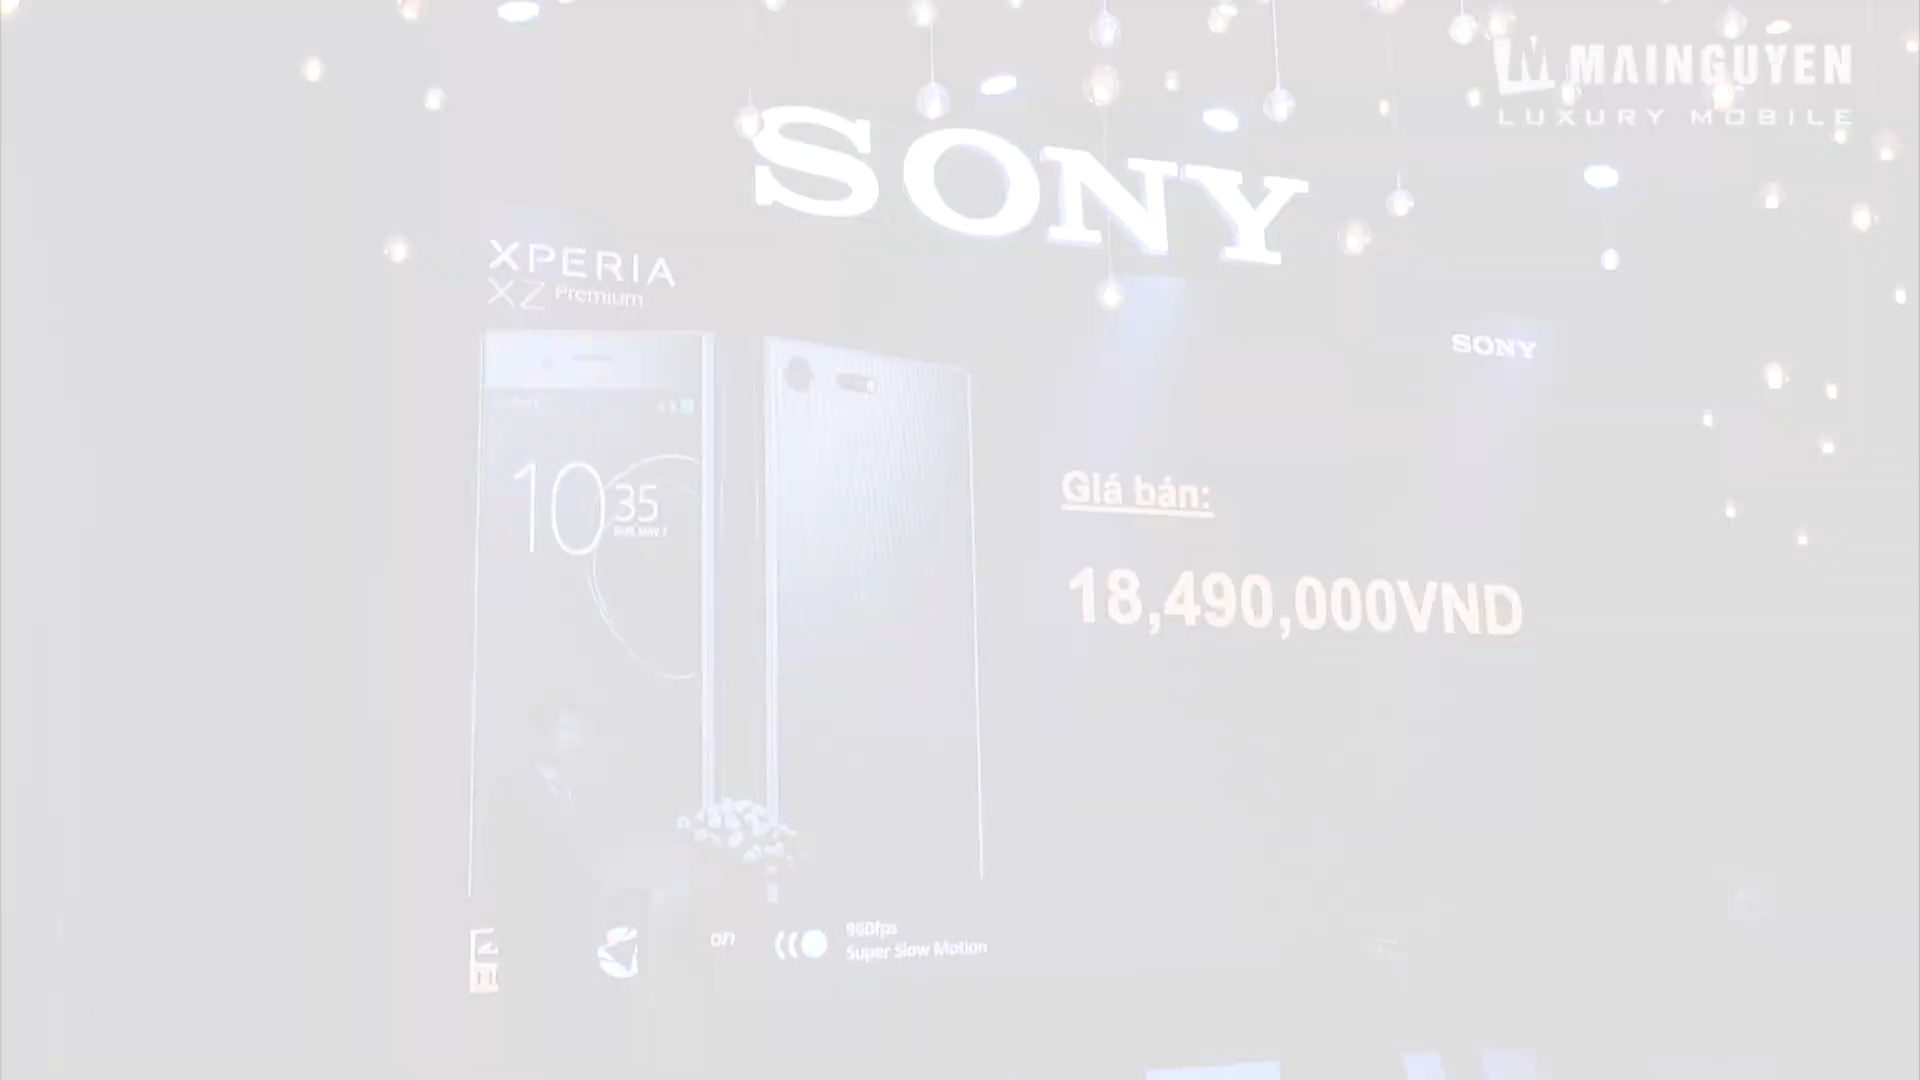 MAINGUYEN
LUXURY MOBILE
SONY
XPERIA
XZ Premium
SONY
10 35
Giá bán:
18,490,000VND
on
960fps
Super Slow Motion